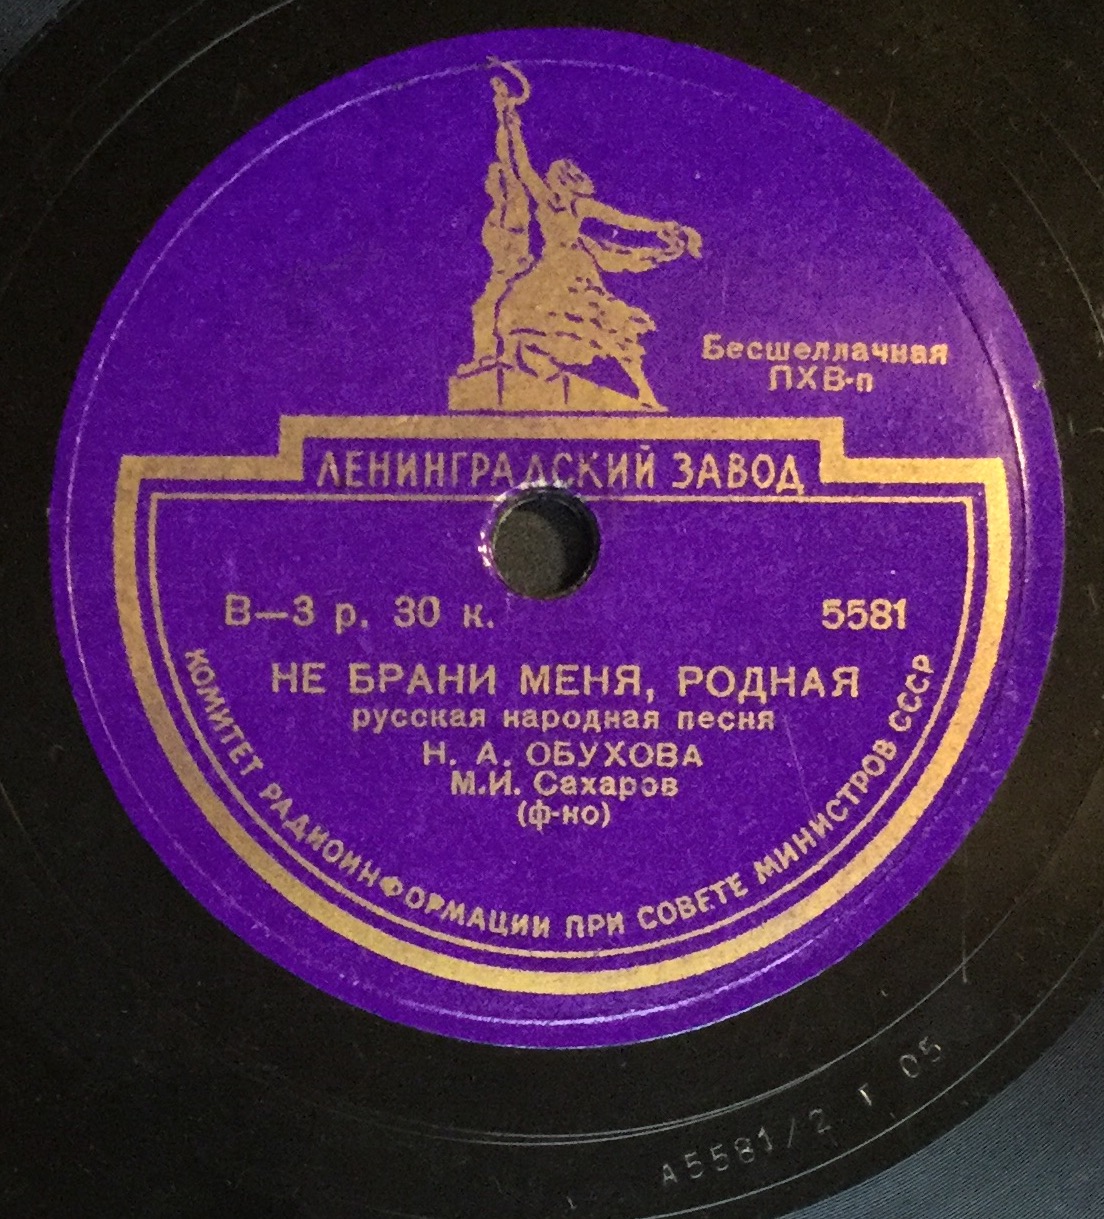 Бесшеллачная
ПХВ-п
ЛЕНИНГРАДСКИЙ ЗАВОД
В—3 р. 30 к. 5581
НЕ БРАНИ МЕНЯ, РОДНАЯ
русская народная песня
Н. А. ОБУХОВА
М.И. Сахаров
(ф-но)
КОМИТЕТ РАДИОИНФОРМАЦИИ ПРИ СОВЕТЕ МИНИСТРОВ СССР
А5581/2 Г 05